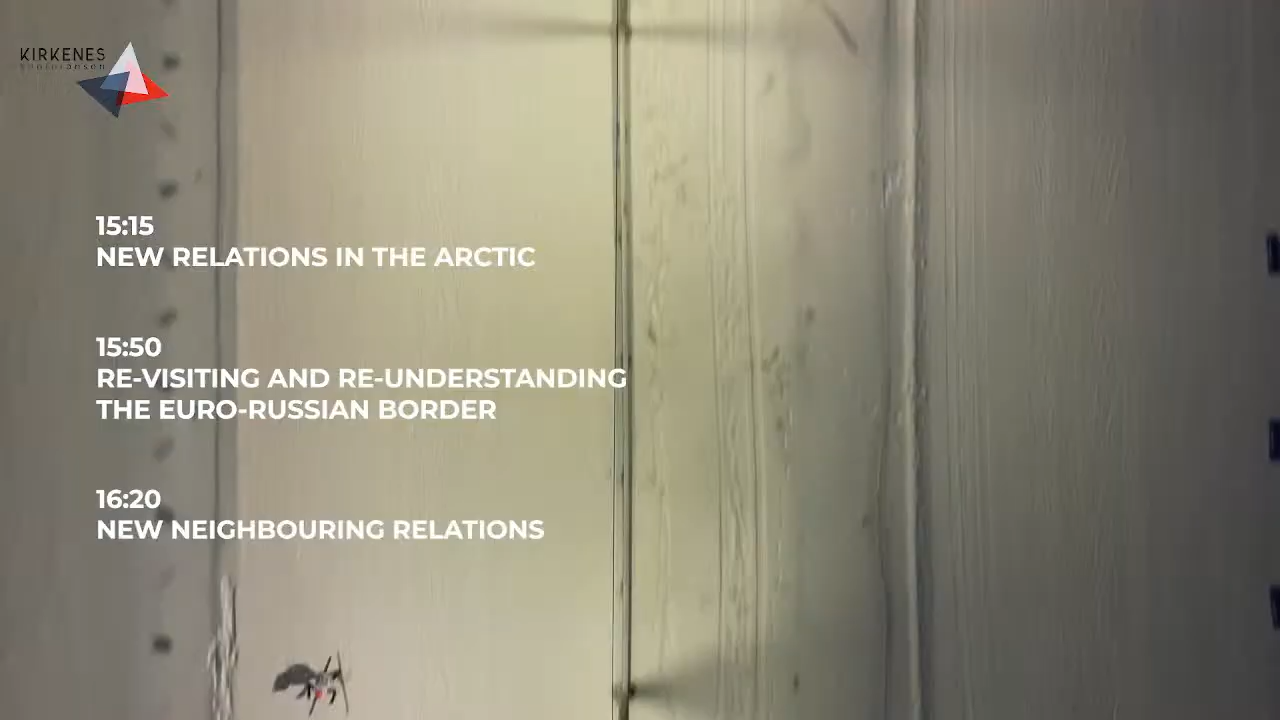 KIRKENES
15:15
NEW RELATIONS IN THE ARCTIC
15:50
RE-VISITING AND RE-UNDERSTANDING
THE EURO-RUSSIAN BORDER
16:20
NEW NEIGHBOURING RELATIONS